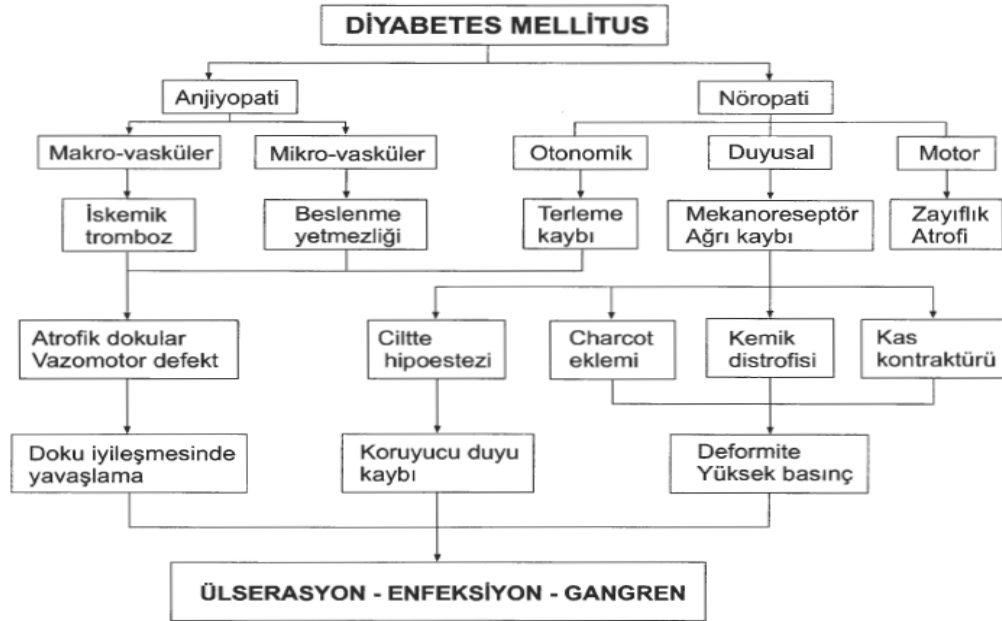 DİYABETES MELLİTUS
Anjiyopati
Nöropati
Makro-vasküler
Mikro-vasküler
Otonomik
Duyusal
Motor
İskemik
tromboz
Beslenme
yetmezliği
Terleme
kaybı
Mekanoreseptör
Ağrı kaybı
Zayıflık
Atrofi
Atrofik dokular
Vazomotor defekt
Ciltte
hipoestezi
Charcot
eklemi
Kemik
distrofisi
Kas
kontraktürü
Doku iyileşmesinde
yavaşlama
Koruyucu duyu
kaybı
Deformite
Yüksek basınç
ÜLSERASYON - ENFEKSİYON - GANGREN